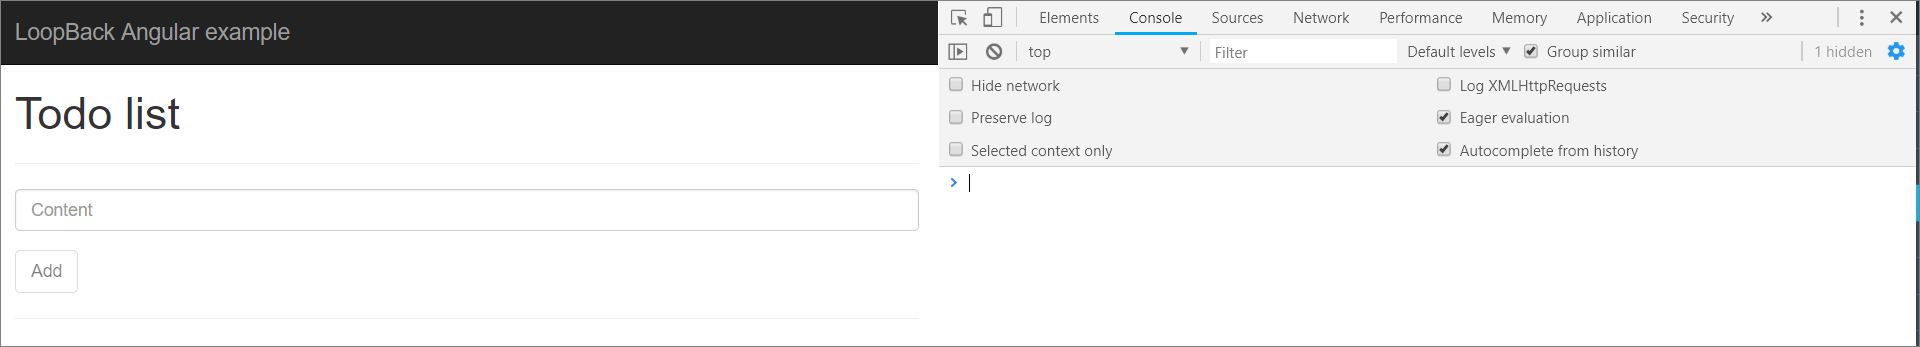 LoopBack Angular example
Todo list
Content
Add
Elements Console Sources Network Performance Memory Application Security »
top Filter Default levels Group similar 1 hidden
Hide network Log XMLHttpRequests
Preserve log Eager evaluation
Selected context only Autocomplete from history